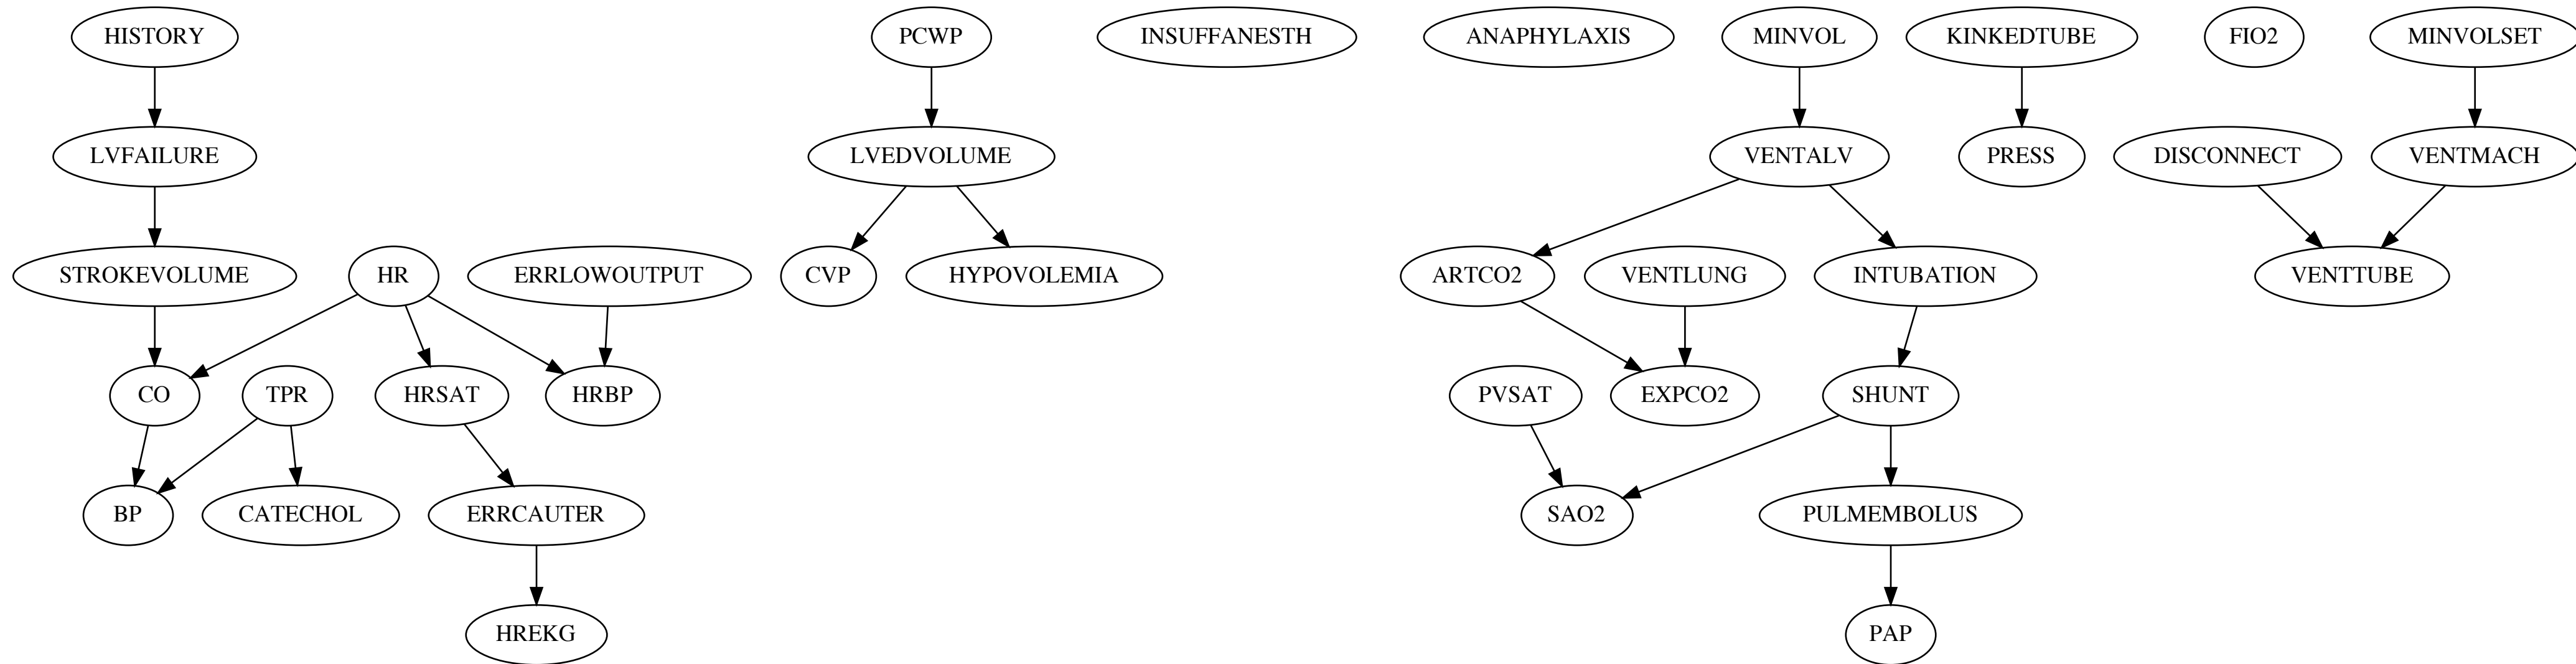 HISTORY
PCWP
INSUFFANESTH
ANAPHYLAXIS
MINVOL
KINKEDTUBE
FIO2
MINVOLSET
LVFAILURE
LVEDVOLUME
VENTALV
PRESS
DISCONNECT
VENTMACH
STROKEVOLUME
HR
ERRLOWOUTPUT
CVP
HYPOVOLEMIA
ARTCO2
VENTLUNG
INTUBATION
VENTTUBE
CO
TPR
HRSAT
HRBP
PVSAT
EXPCO2
SHUNT
BP
CATECHOL
ERRCAUTER
SAO2
PULMEMBOLUS
HREKG
PAP